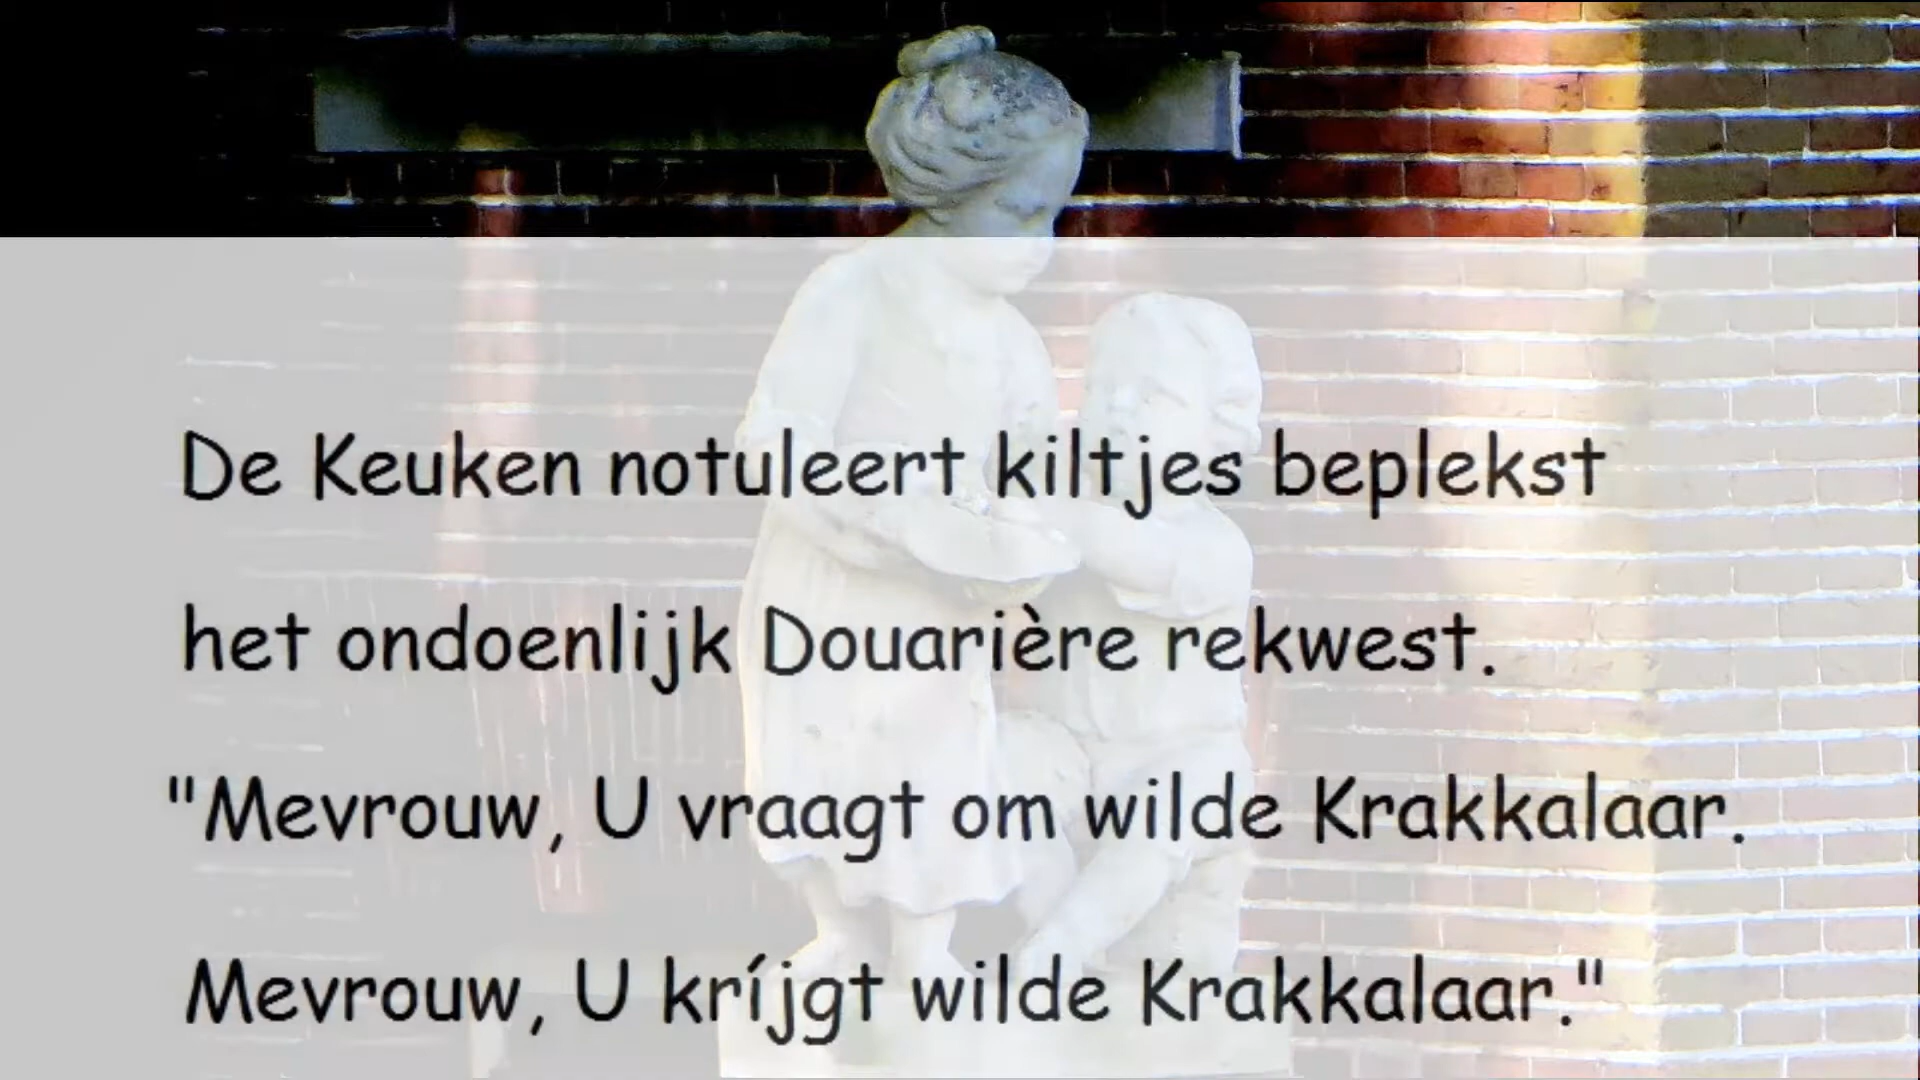 De Keuken notuleert kiltjes beplekst
het ondoenlijk Douarière rekwest.
"Mevrouw, U vraagt om wilde Krakkalaar.
Mevrouw, U kríjgt wilde Krakkalaar."